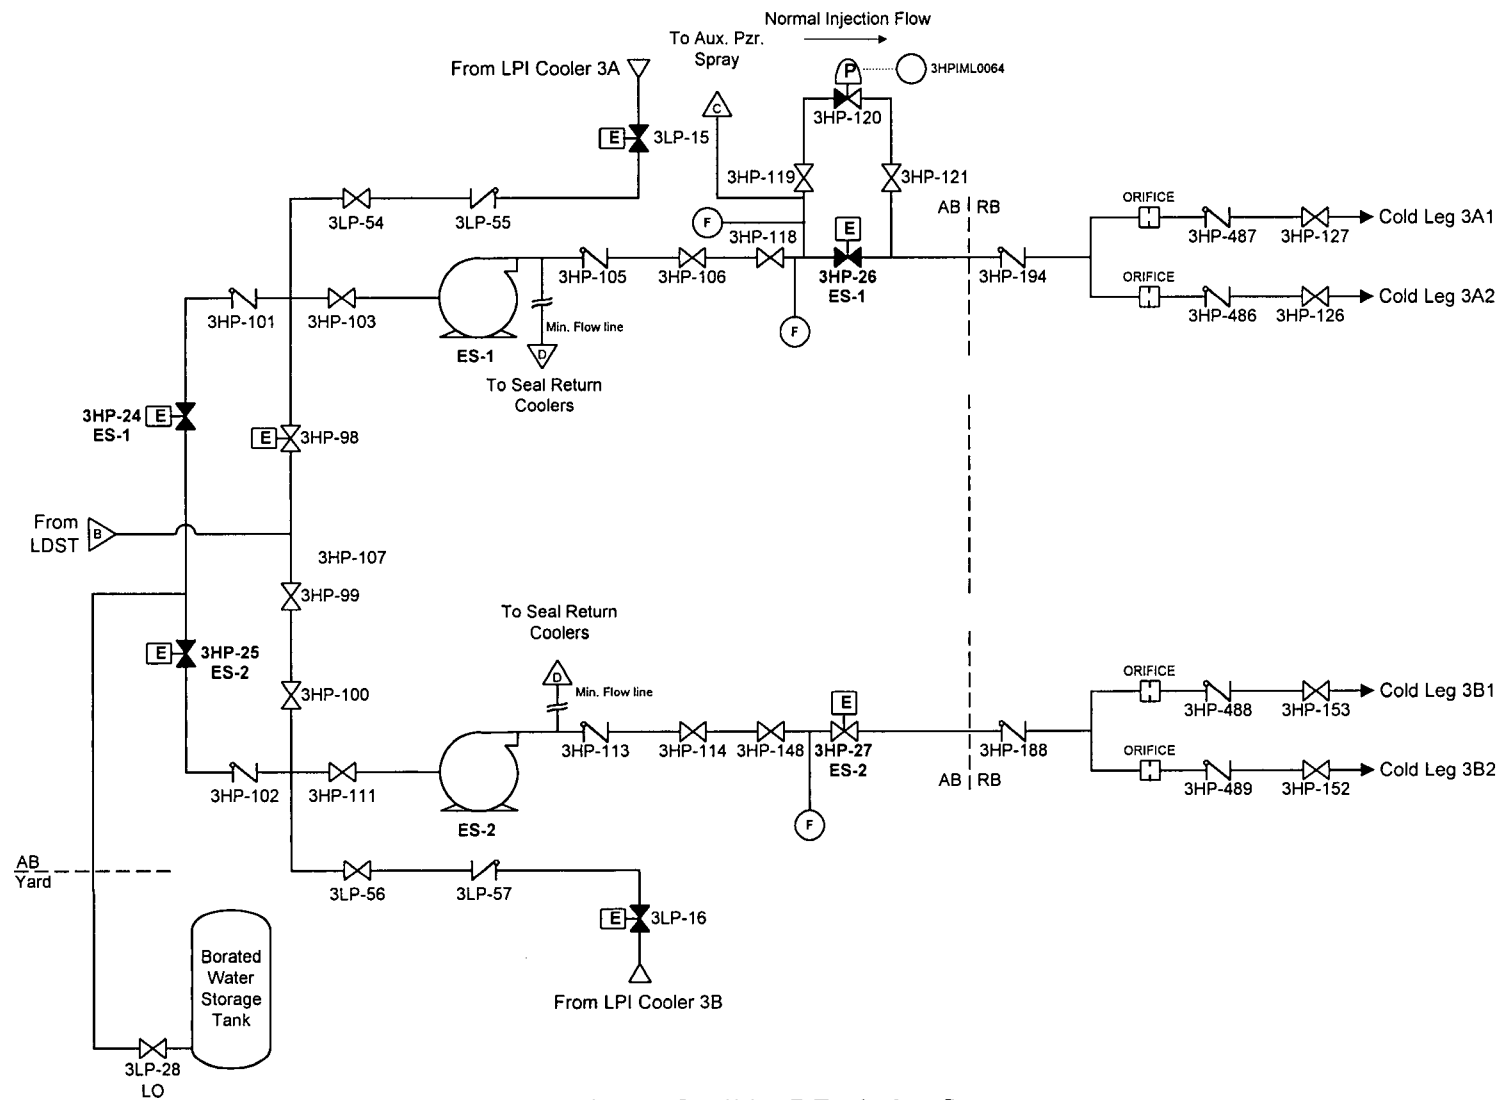 Normal Injection Flow
To Aux. Pzr.
Spray
From LPI Cooler 3A
P
3HPIML0064
C
3HP-120
E
3LP-15
3HP-119
3HP-121
3LP-54
3LP-55
AB
RB
ORIFICE
Cold Leg 3A1
F
3HP-118
E
3HP-487
3HP-127
3HP-105
3HP-106
3HP-26
ES-1
3HP-194
ORIFICE
Cold Leg 3A2
3HP-101
3HP-103
Min. Flow line
F
3HP-486
3HP-126
ES-1
D
To Seal Return
Coolers
3HP-24
ES-1
E
E
3HP-98
From
LDST
B
3HP-107
3HP-99
To Seal Return
Coolers
E
3HP-25
ES-2
D
Min. Flow line
3HP-100
ORIFICE
Cold Leg 3B1
E
3HP-488
3HP-153
3HP-113
3HP-114
3HP-148
3HP-27
ES-2
3HP-188
ORIFICE
Cold Leg 3B2
AB
RB
3HP-102
3HP-111
3HP-489
3HP-152
ES-2
F
AB
Yard
3LP-56
3LP-57
E
3LP-16
Borated
Water
Storage
Tank
From LPI Cooler 3B
3LP-28
LO